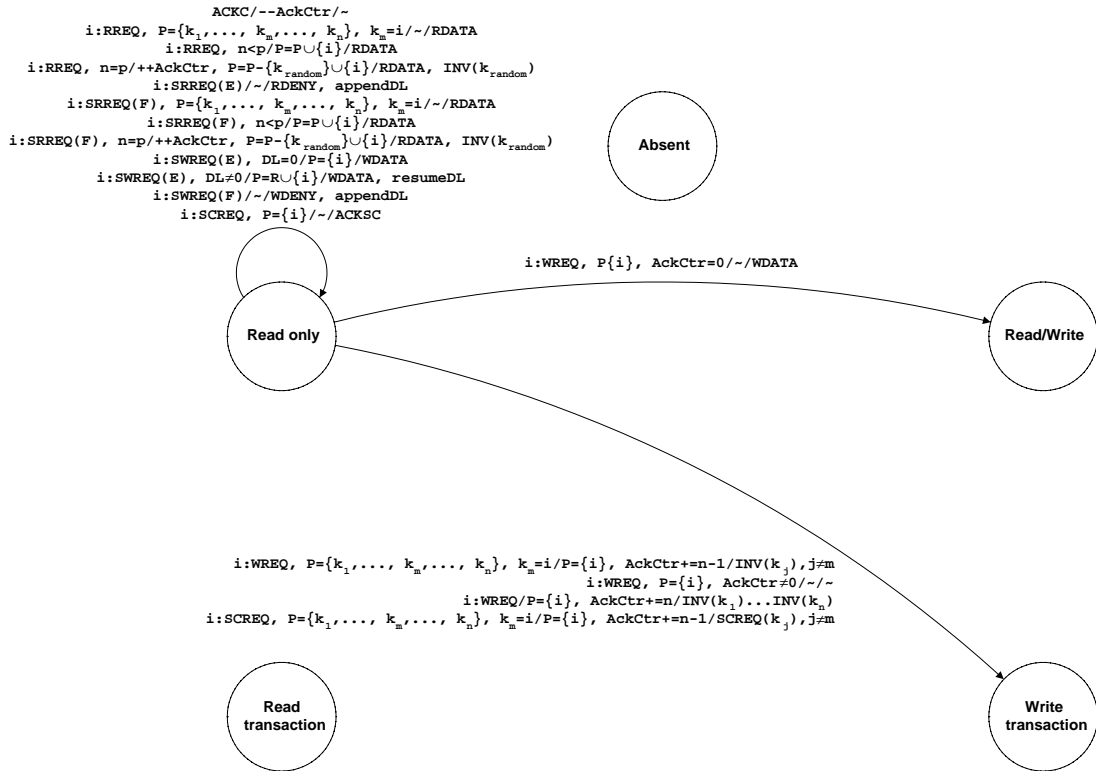 ACKC/--AckCtr/~
i:RREQ, P={k₁,..., kₘ,..., kₙ}, kₘ=i/~/RDATA
i:RREQ, n<p/P=P∪{i}/RDATA
i:RREQ, n=p/++AckCtr, P=P-{k_random}∪{i}/RDATA, INV(k_random)
i:SRREQ(E)/~/RDENY, appendDL
i:SRREQ(F), P={k₁,..., kₘ,..., kₙ}, kₘ=i/~/RDATA
i:SRREQ(F), n<p/P=P∪{i}/RDATA
i:SRREQ(F), n=p/++AckCtr, P=P-{k_random}∪{i}/RDATA, INV(k_random)
i:SWREQ(E), DL=0/P={i}/WDATA
i:SWREQ(E), DL≠0/P=R∪{i}/WDATA, resumeDL
i:SWREQ(F)/~/WDENY, appendDL
i:SCREQ, P={i}/~/ACKSC
Absent
i:WREQ, P{i}, AckCtr=0/~/WDATA
Read only
Read/Write
i:WREQ, P={k₁,..., kₘ,..., kₙ}, kₘ=i/P={i}, AckCtr+=n-1/INV(kⱼ),j≠m
i:WREQ, P={i}, AckCtr≠0/~/~
i:WREQ/P={i}, AckCtr+=n/INV(k₁)...INV(kₙ)
i:SCREQ, P={k₁,..., kₘ,..., kₙ}, kₘ=i/P={i}, AckCtr+=n-1/SCREQ(kⱼ),j≠m
Read
transaction
Write
transaction